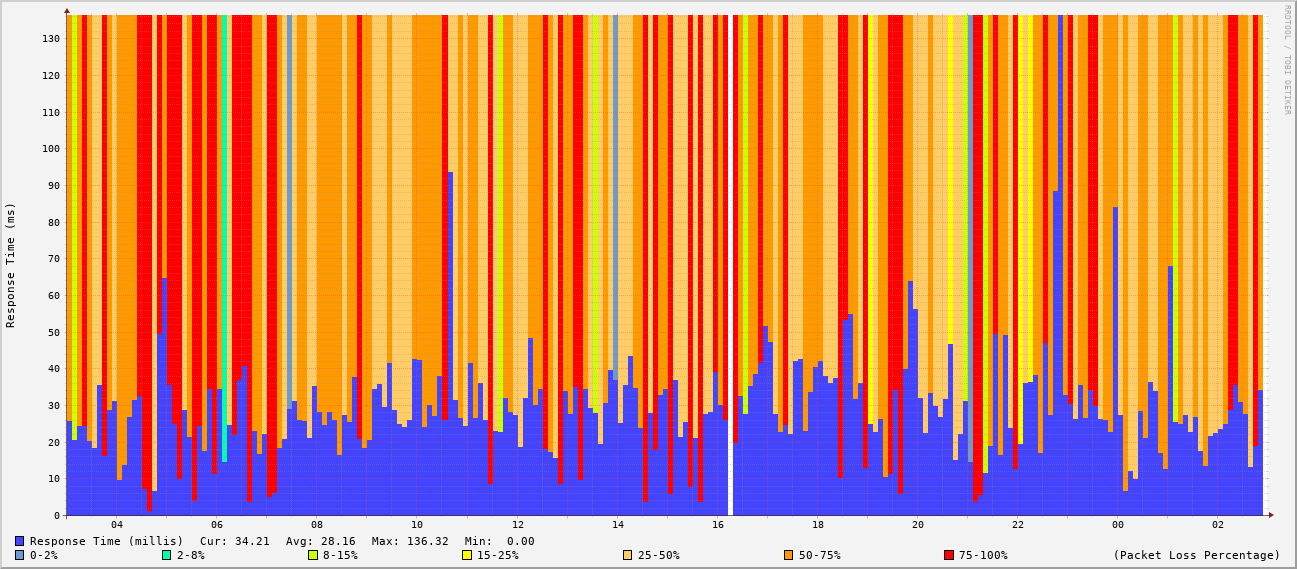 RRDTOOL / TOBI OETIKER
Response Time (ms)
130
120
110
100
90
80
70
60
50
40
30
20
10
0
04 06 08 10 12 14 16 18 20 22 00 02
Response Time (millis) Cur: 34.21 Avg: 28.16 Max: 136.32 Min: 0.00
0-2% 2-8% 8-15% 15-25% 25-50% 50-75% 75-100% (Packet Loss Percentage)